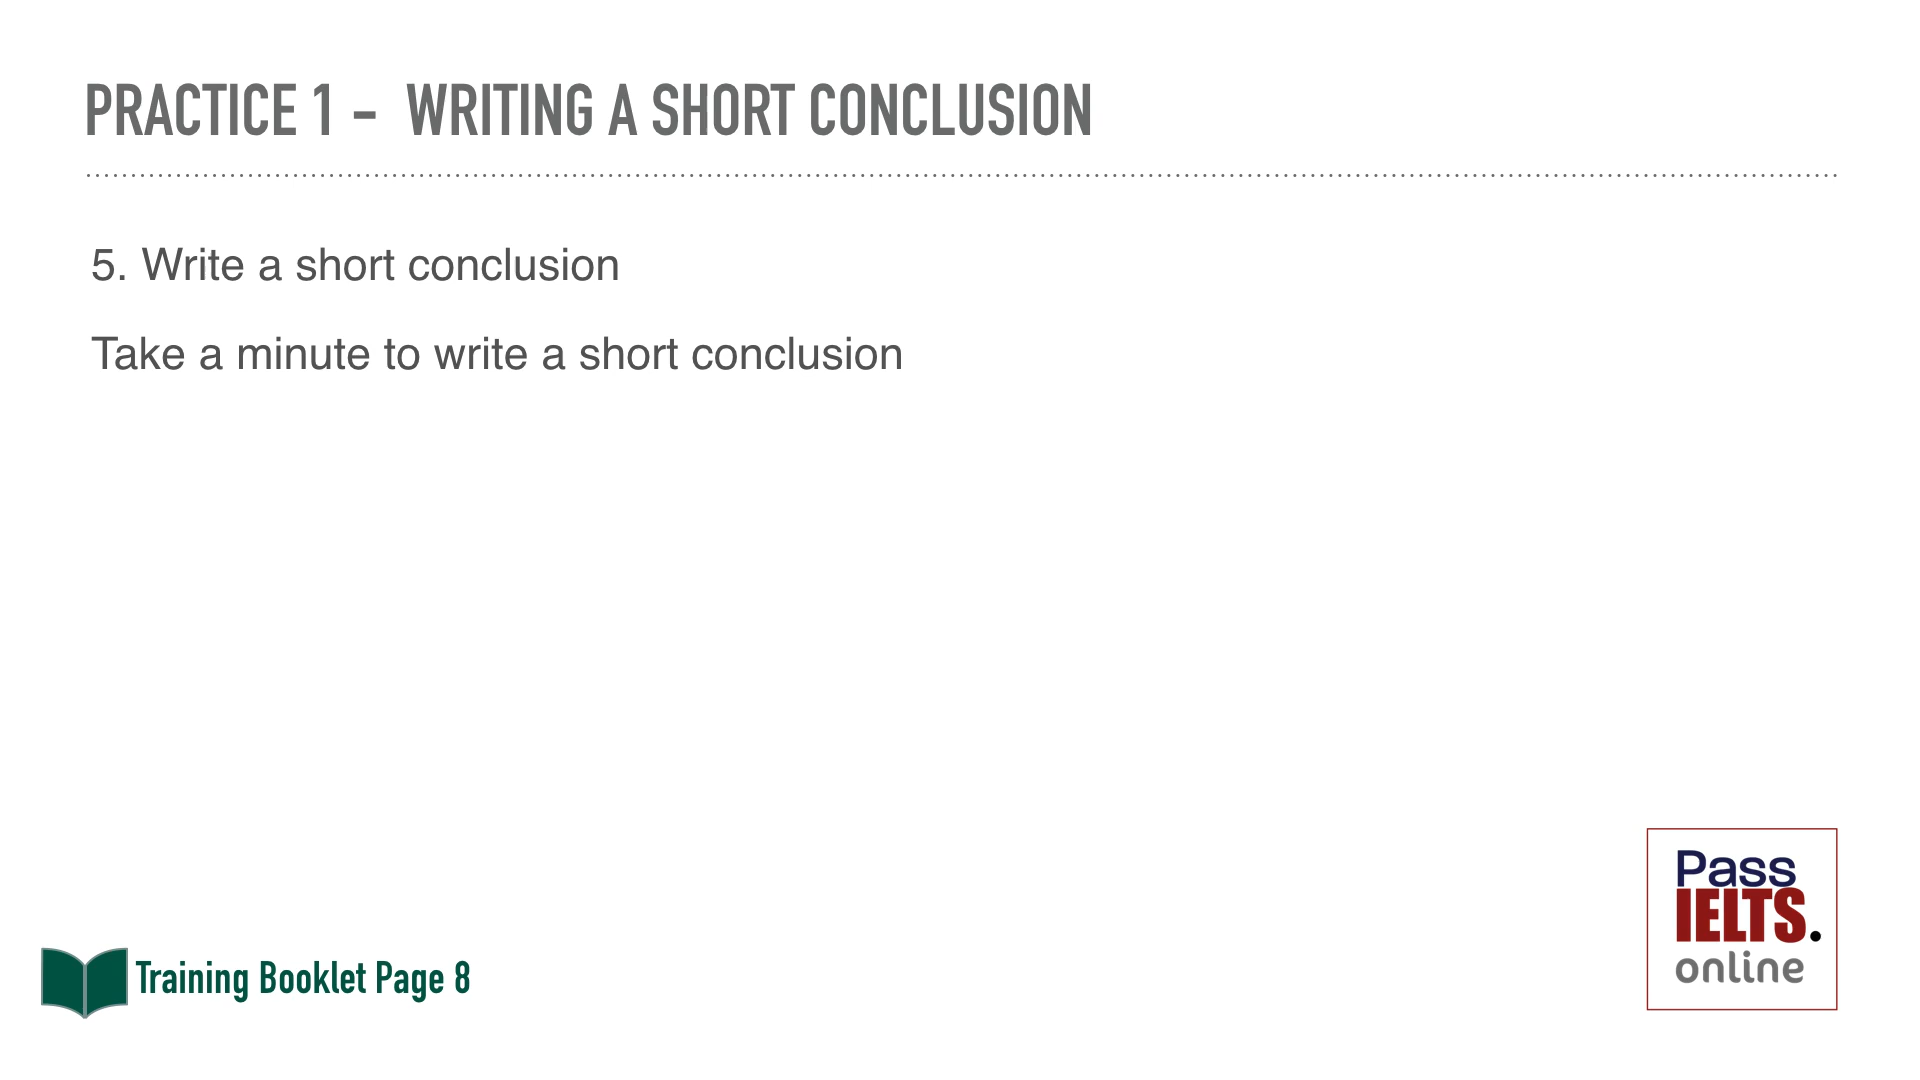 PRACTICE 1 - WRITING A SHORT CONCLUSION
5. Write a short conclusion
Take a minute to write a short conclusion
Training Booklet Page 8
Pass
IELTS.
online